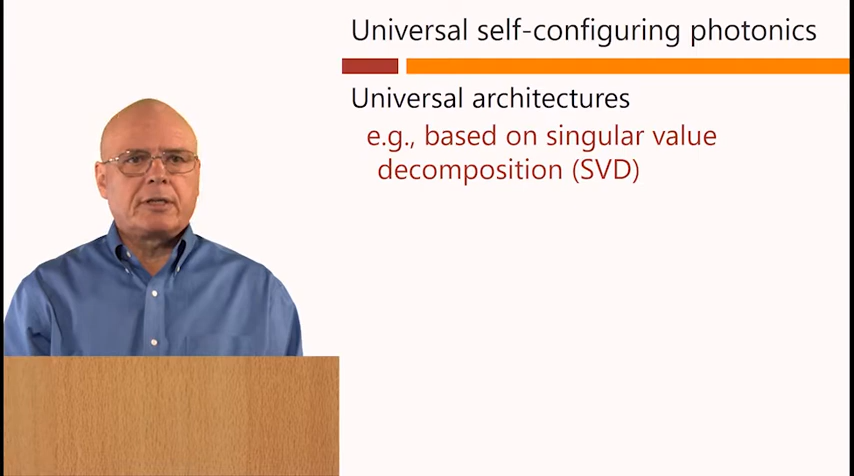 Universal self-configuring photonics
Universal architectures
e.g., based on singular value
decomposition (SVD)